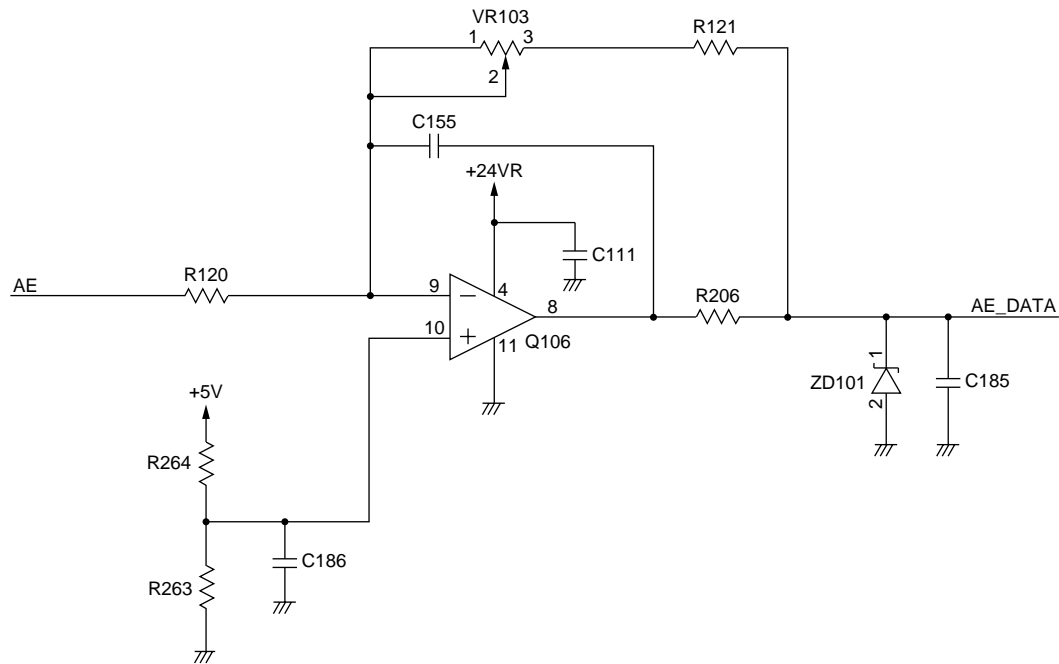 VR103
1 3
R121
2
C155
+24VR
C111
AE
R120
9
4
8
R206
AE_DATA
10
11
Q106
1
ZD101
2
C185
+5V
R264
C186
R263